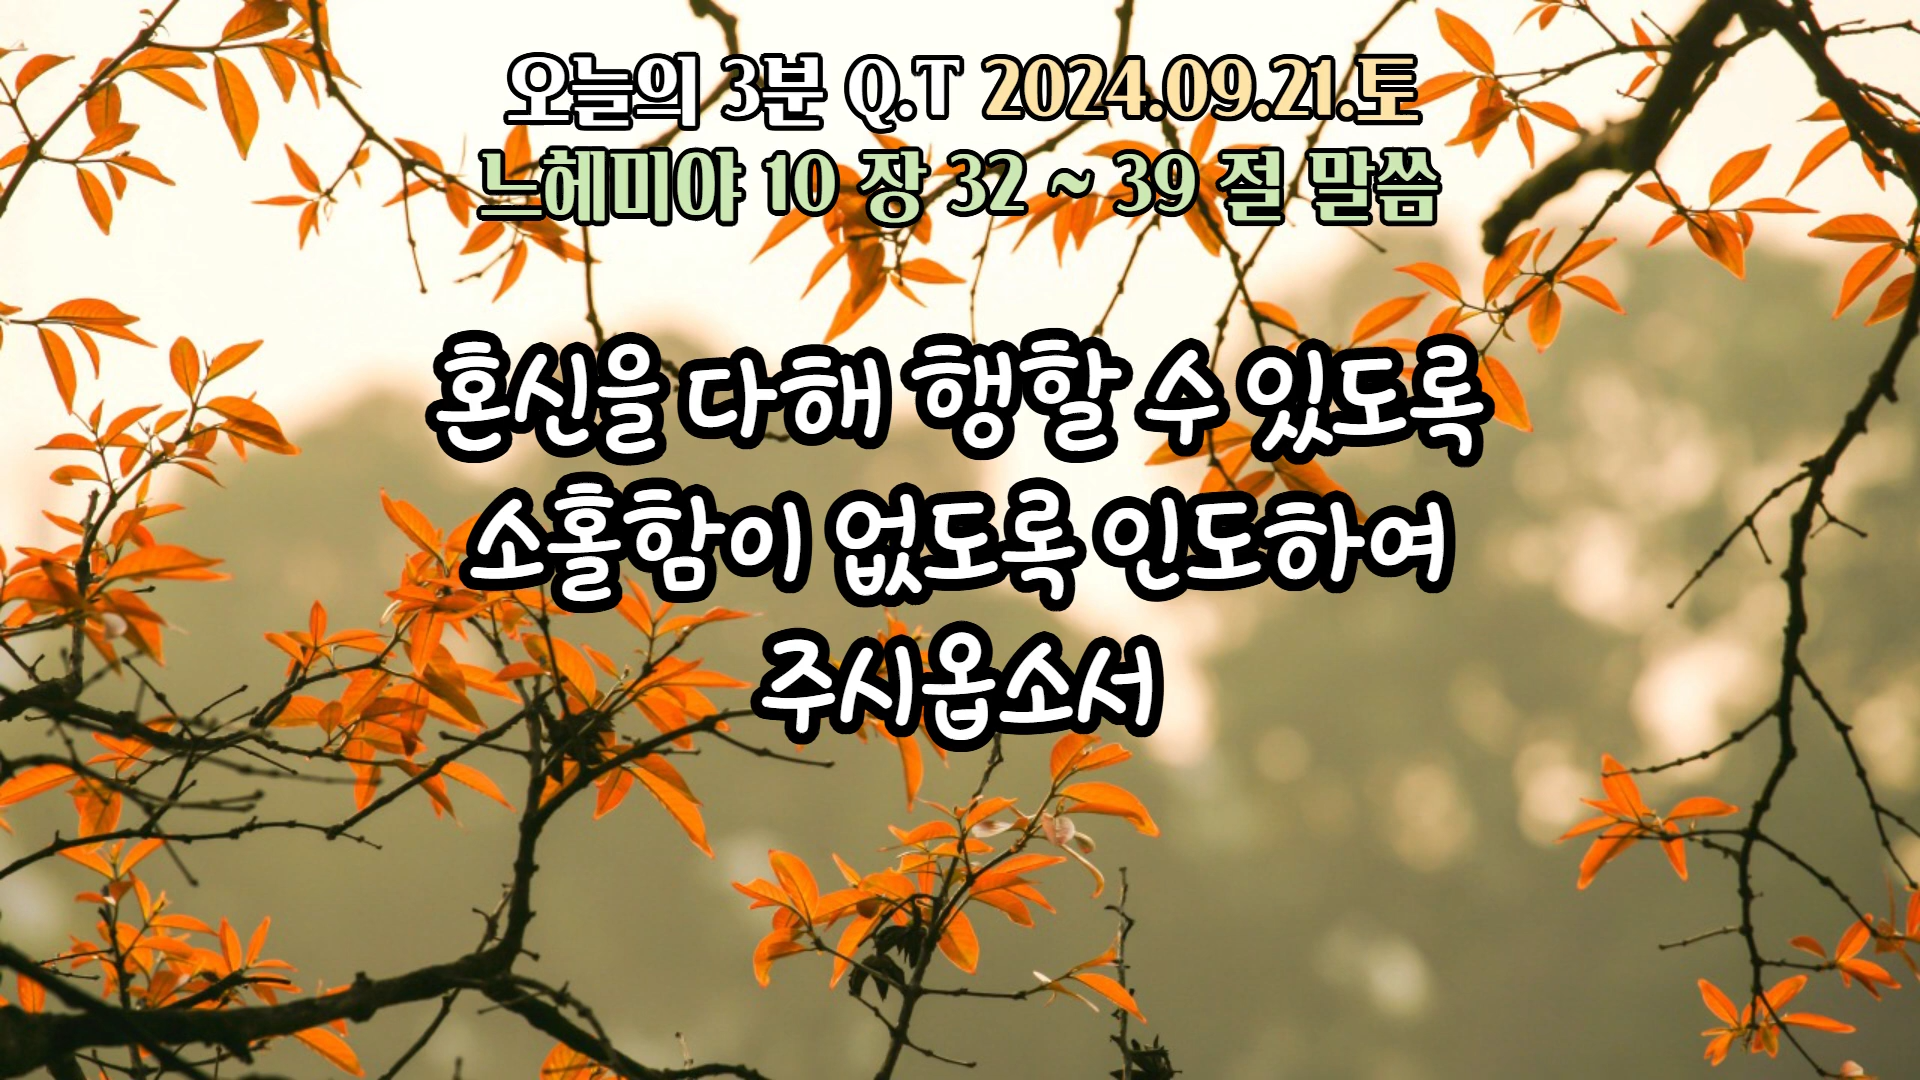 오늘의 3분 Q.T 2024.09.21.토
느헤미야 10 장 32 ~ 39 절 말씀
혼신을 다해 행할 수 있도록
소홀함이 없도록 인도하여
주시옵소서